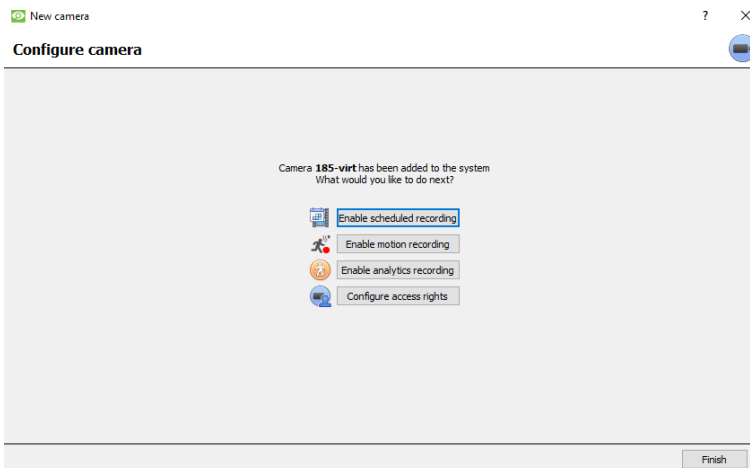 New camera
?
Configure camera
Camera 185-virt has been added to the system
What would you like to do next?
Enable scheduled recording
Enable motion recording
Enable analytics recording
Configure access rights
Finish